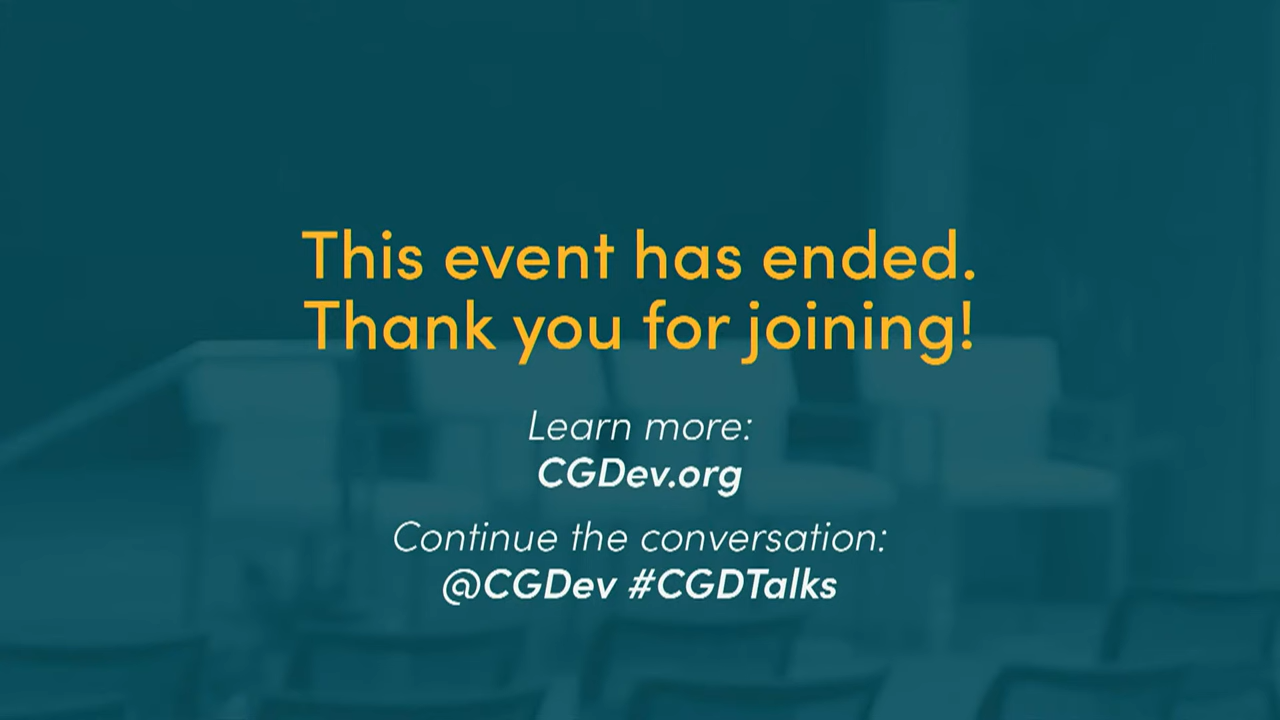 This event has ended.
Thank you for joining!
Learn more:
CGDev.org
Continue the conversation:
@CGDev #CGDTalks